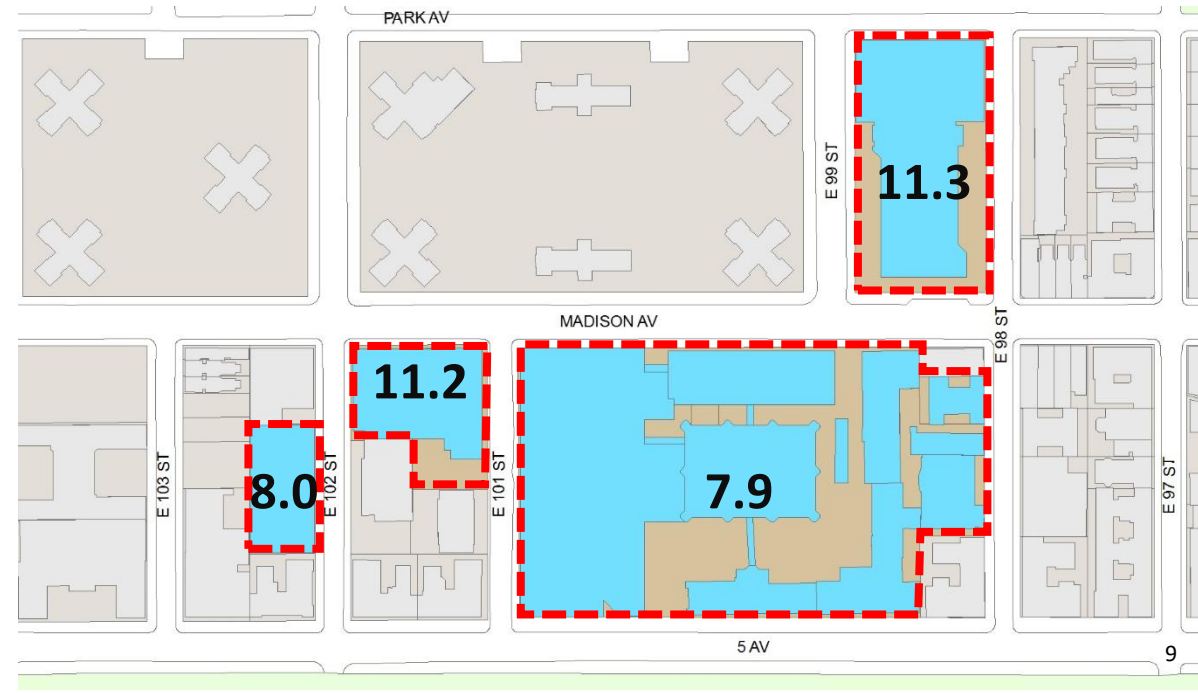 PARK AV
E 99 ST
11.3
MADISON AV
E 98 ST
11.2
E 103 ST
8.0
E 102 ST
E 101 ST
7.9
E 97 ST
5 AV
9